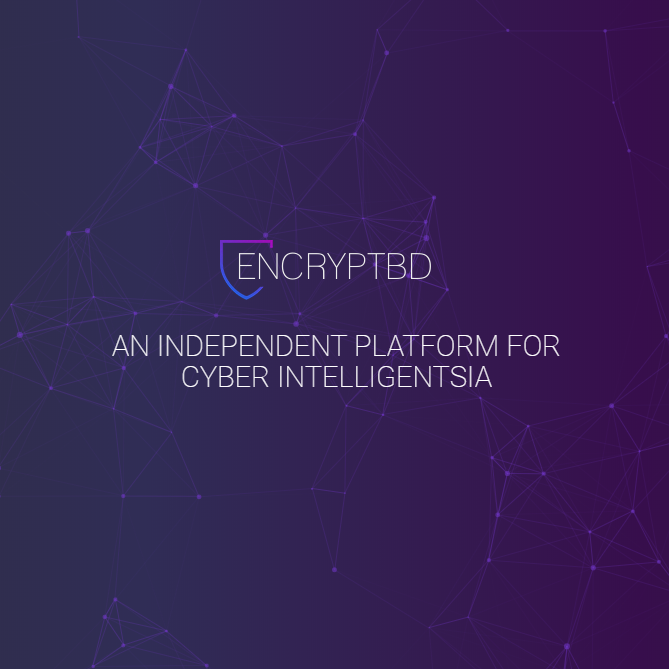 ENCRYPTBD
AN INDEPENDENT PLATFORM FOR
CYBER INTELLIGENTSIA